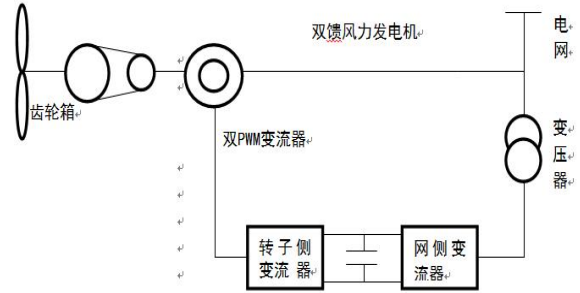 双馈风力发电机
电
网
齿轮箱
双PWM变流器
变
压
器
转子侧
变流器
网侧变
流器